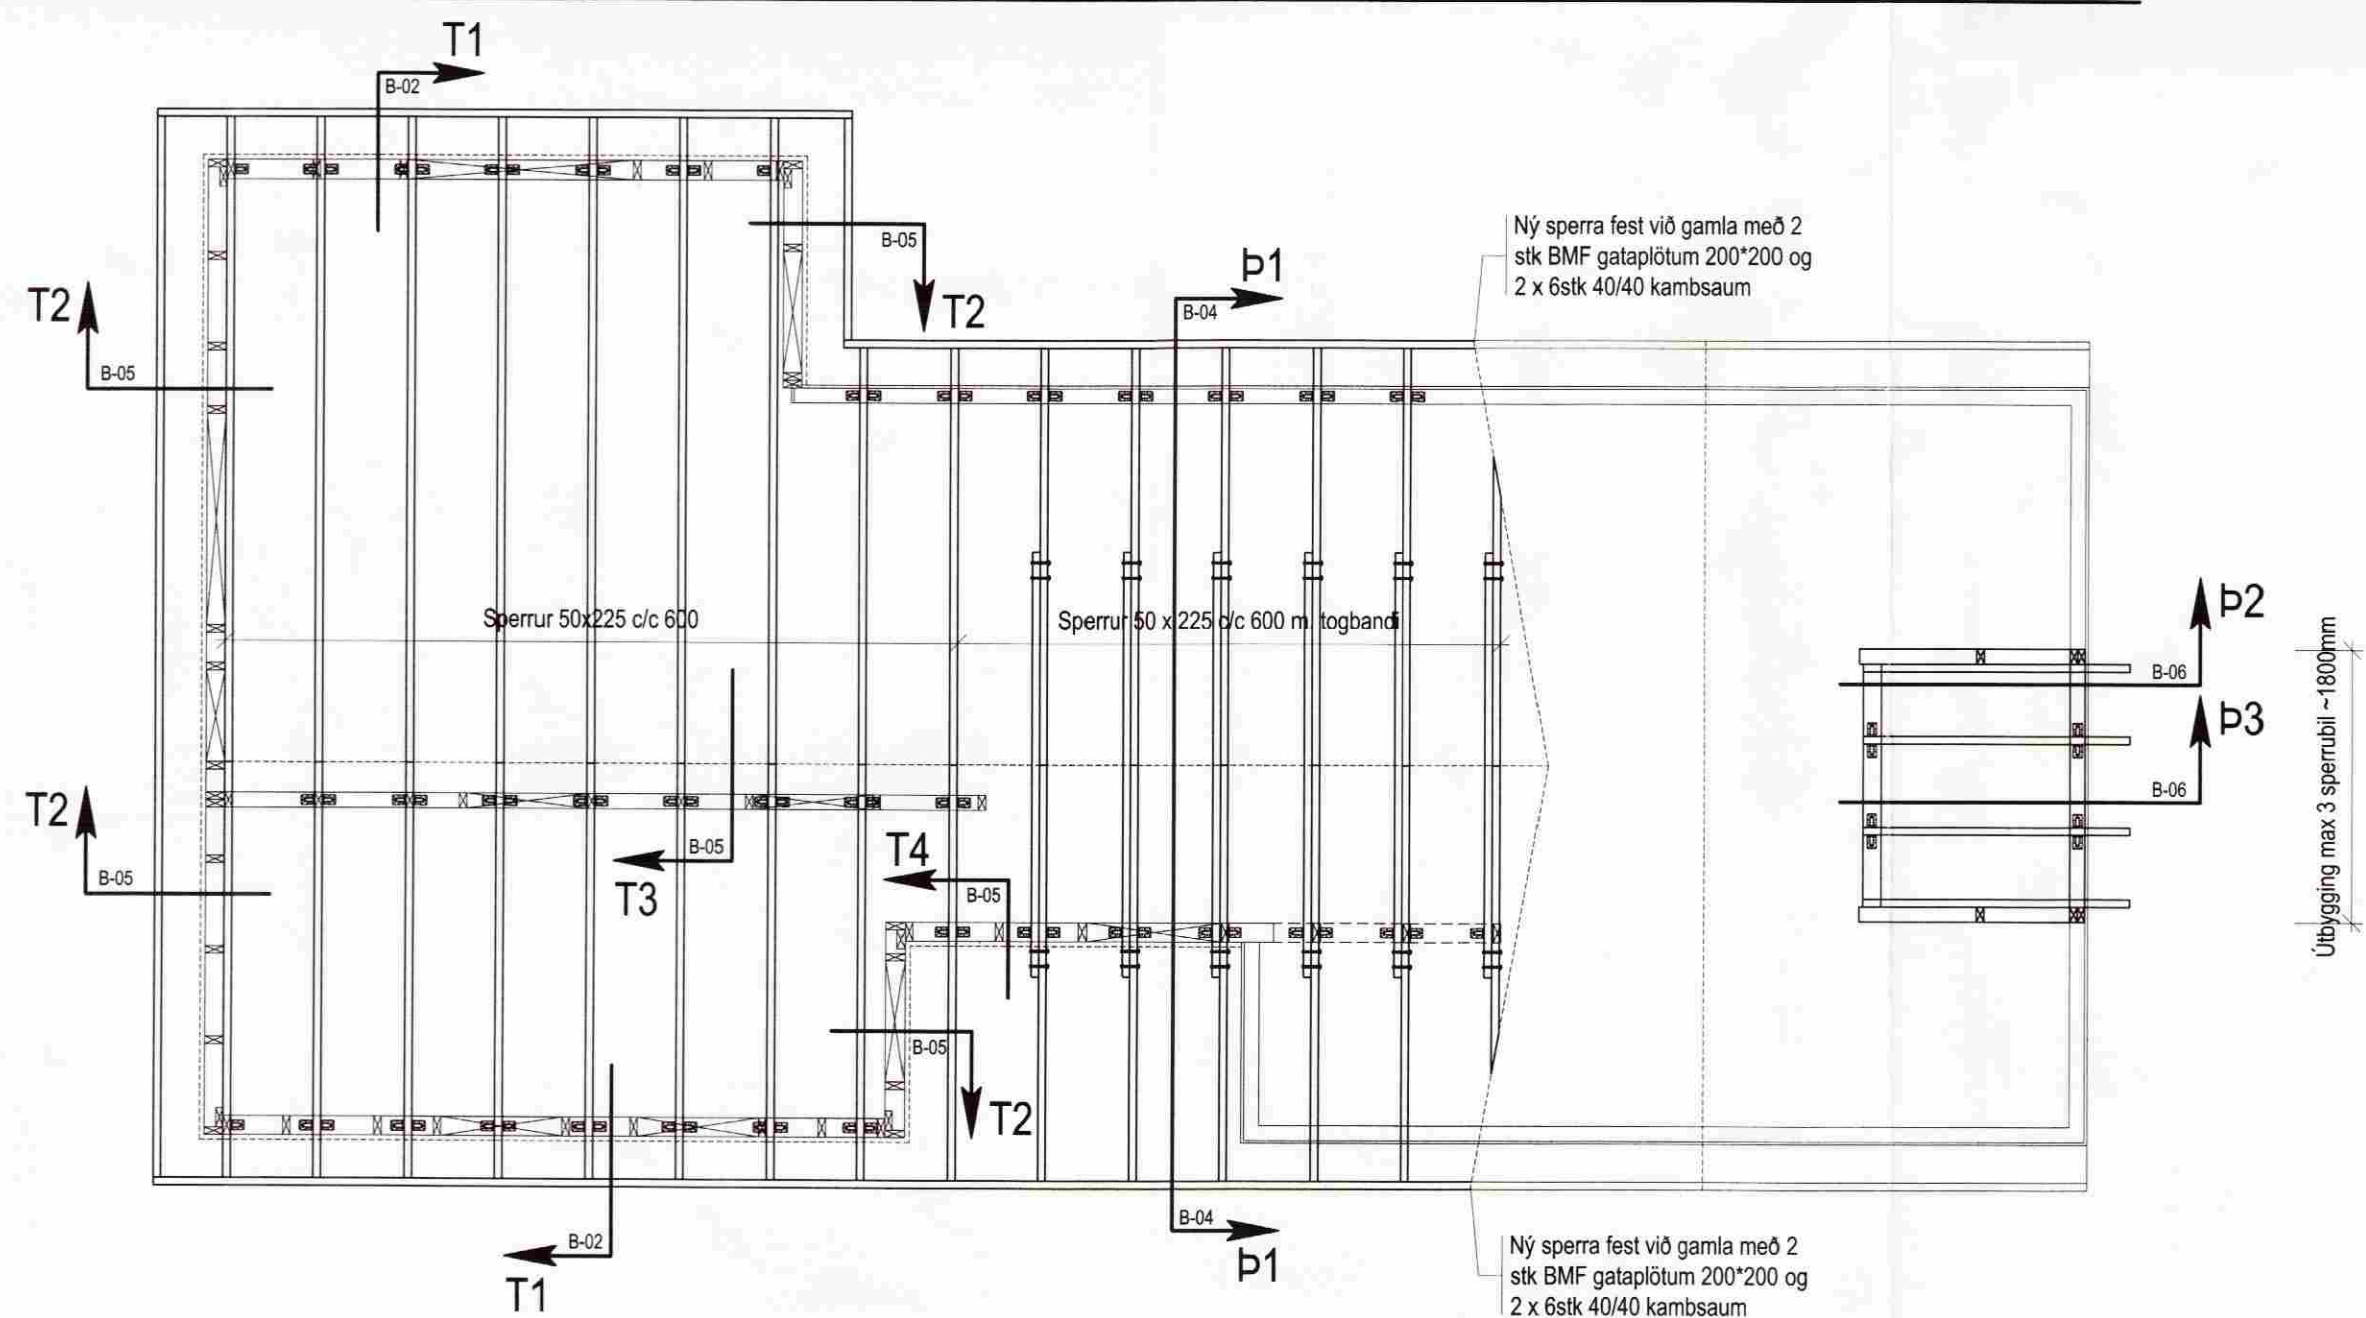 T1
B-02
B-05
T2
Þ1
B-04
Ný sperra fest við gamla með 2
stk BMF gataplötum 200*200 og
2 x 6stk 40/40 kambsaum
T2
B-05
Sperrur 50x225 c/c 600
Sperrur 50 x 225 c/c 600 m. togbandi
Þ2
B-06
Þ3
B-06
Útbygging max 3 sperrubil ~1800mm
T2
B-05
B-05
T3
T4
B-05
B-05
T2
B-04
Þ1
B-02
T1
Ný sperra fest við gamla með 2
stk BMF gataplötum 200*200 og
2 x 6stk 40/40 kambsaum